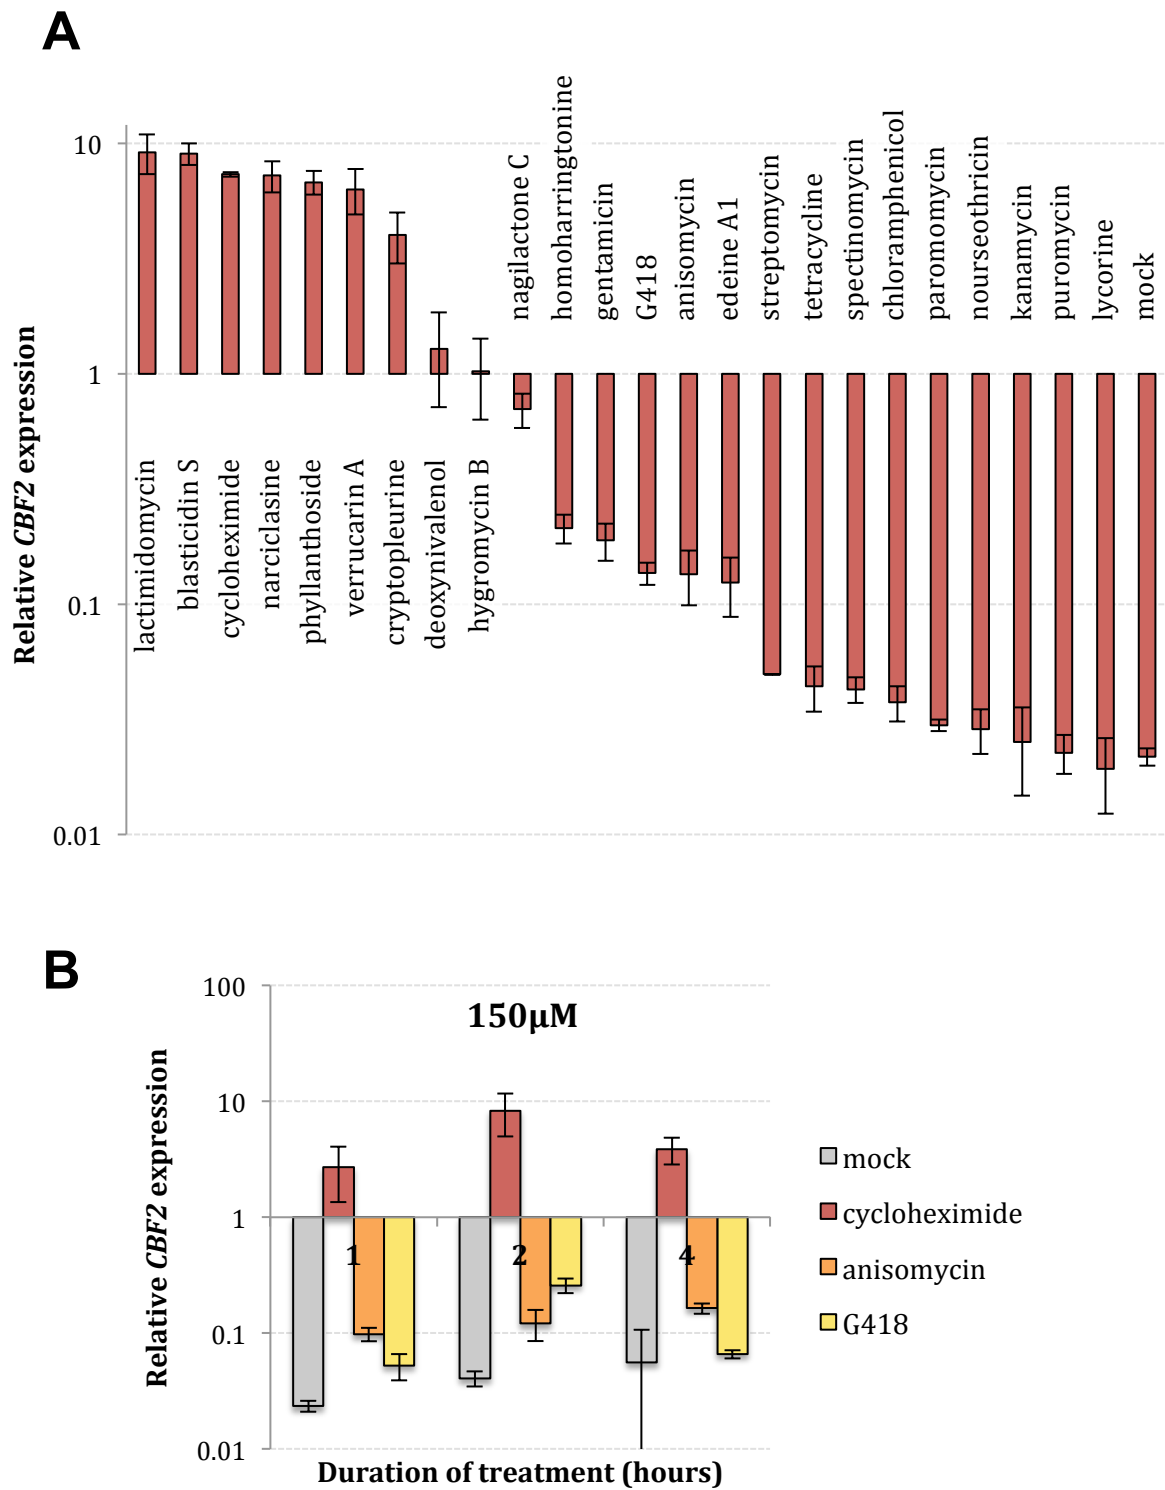 A
Relative CBF2 expression
10
1
0.1
0.01
lactimidomycin
blasticidin S
cycloheximide
narciclasine
phyllanthoside
verrucarin A
cryptopleurine
deoxynivalenol
hygromycin B
nagilactone C
homoharringtonine
gentamicin
G418
anisomycin
edeine A1
streptomycin
tetracycline
spectinomycin
chloramphenicol
paromomycin
nourseothricin
kanamycin
puromycin
lycorine
mock
B
150µM
Relative CBF2 expression
100
10
1
0.1
0.01
1
2
4
Duration of treatment (hours)
mock
cycloheximide
anisomycin
G418